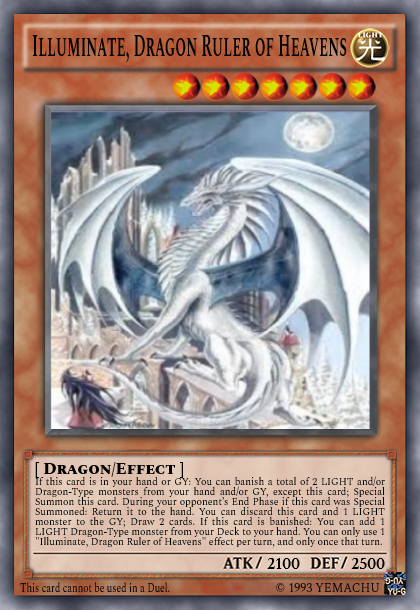 ILLUMINATE, DRAGON RULER OF HEAVENS
LIGHT
光
[ DRAGON/EFFECT ]
If this card is in your hand or GY: You can banish a total of 2 LIGHT and/or
Dragon-Type monsters from your hand and/or GY, except this card; Special
Summon this card. During your opponent's End Phase if this card was Special
Summoned: Return it to the hand. You can discard this card and 1 LIGHT
monster to the GY; Draw 2 cards. If this card is banished: You can add 1
LIGHT Dragon-Type monster from your Deck to your hand. You can only use 1
"Illuminate, Dragon Ruler of Heavens" effect per turn, and only once that turn.
ATK/ 2100 DEF/ 2500
This card cannot be used in a Duel. © 1993 YEMACHU